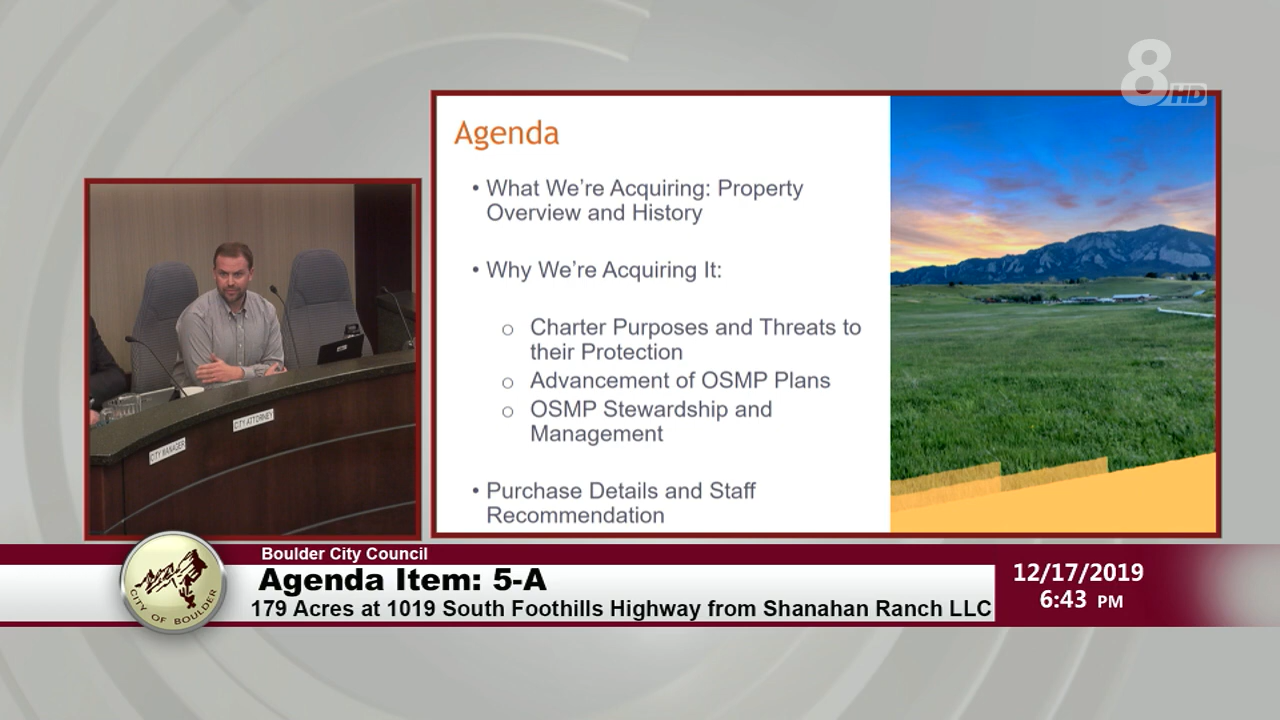 8
HD
Agenda
• What We're Acquiring: Property
Overview and History
• Why We're Acquiring It:
o Charter Purposes and Threats to
their Protection
o Advancement of OSMP Plans
o OSMP Stewardship and
Management
• Purchase Details and Staff
Recommendation
CITY MANAGER
CITY ATTORNEY
Boulder City Council
Agenda Item: 5-A
179 Acres at 1019 South Foothills Highway from Shanahan Ranch LLC
12/17/2019
6:43 PM
CITY OF BOULDER